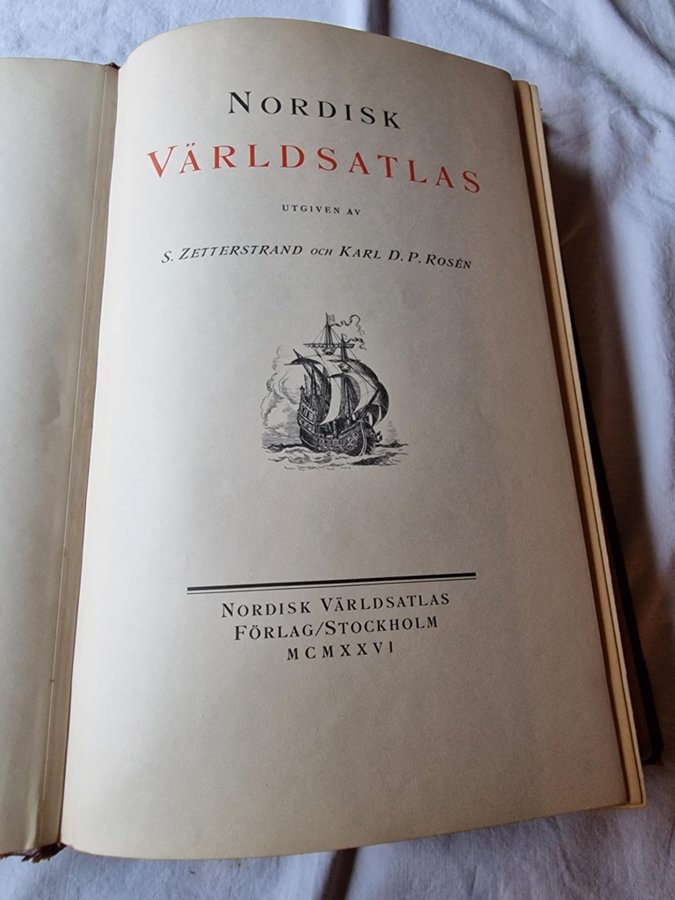 NORDISK
VÄRLDSATLAS
UTGIVEN AV
S. ZETTERSTRAND OCH KARL D. P. ROSÉN
NORDISK VÄRLDSATLAS
FÖRLAG/STOCKHOLM
MCMXXVI